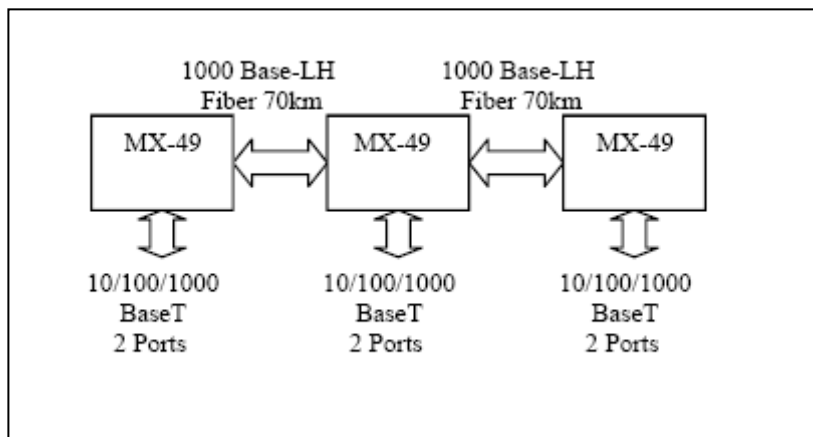 1000 Base-LH
Fiber 70km
1000 Base-LH
Fiber 70km
MX-49
MX-49
MX-49
10/100/1000
BaseT
2 Ports
10/100/1000
BaseT
2 Ports
10/100/1000
BaseT
2 Ports